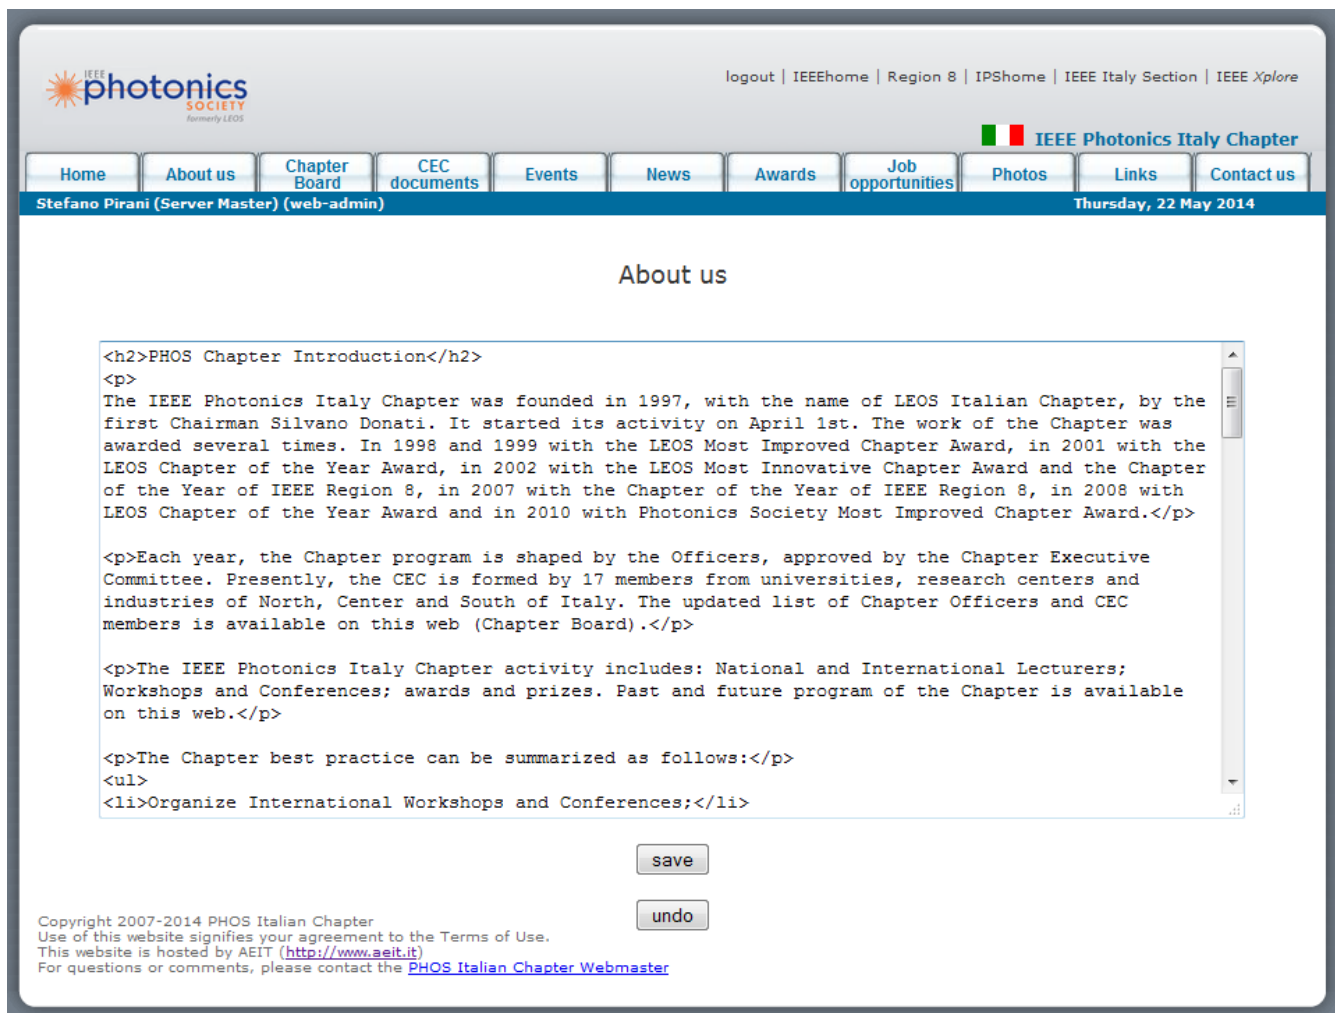 IEEE
photonics
SOCIETY
formerly LEOS
logout | IEEEhome | Region 8 | IPShome | IEEE Italy Section | IEEE Xplore
IEEE Photonics Italy Chapter
Home
About us
Chapter
Board
CEC
documents
Events
News
Awards
Job
opportunities
Photos
Links
Contact us
Stefano Pirani (Server Master) (web-admin)
Thursday, 22 May 2014
About us
<h2>PHOS Chapter Introduction</h2>
<p>
The IEEE Photonics Italy Chapter was founded in 1997, with the name of LEOS Italian Chapter, by the
first Chairman Silvano Donati. It started its activity on April 1st. The work of the Chapter was
awarded several times. In 1998 and 1999 with the LEOS Most Improved Chapter Award, in 2001 with the
LEOS Chapter of the Year Award, in 2002 with the LEOS Most Innovative Chapter Award and the Chapter
of the Year of IEEE Region 8, in 2007 with the Chapter of the Year of IEEE Region 8, in 2008 with
LEOS Chapter of the Year Award and in 2010 with Photonics Society Most Improved Chapter Award.</p>
<p>Each year, the Chapter program is shaped by the Officers, approved by the Chapter Executive
Committee. Presently, the CEC is formed by 17 members from universities, research centers and
industries of North, Center and South of Italy. The updated list of Chapter Officers and CEC
members is available on this web (Chapter Board).</p>
<p>The IEEE Photonics Italy Chapter activity includes: National and International Lecturers;
Workshops and Conferences; awards and prizes. Past and future program of the Chapter is available
on this web.</p>
<p>The Chapter best practice can be summarized as follows:</p>
<ul>
<li>Organize International Workshops and Conferences;</li>
save
undo
Copyright 2007-2014 PHOS Italian Chapter
Use of this website signifies your agreement to the Terms of Use.
This website is hosted by AEIT (http://www.aeit.it)
For questions or comments, please contact the PHOS Italian Chapter Webmaster